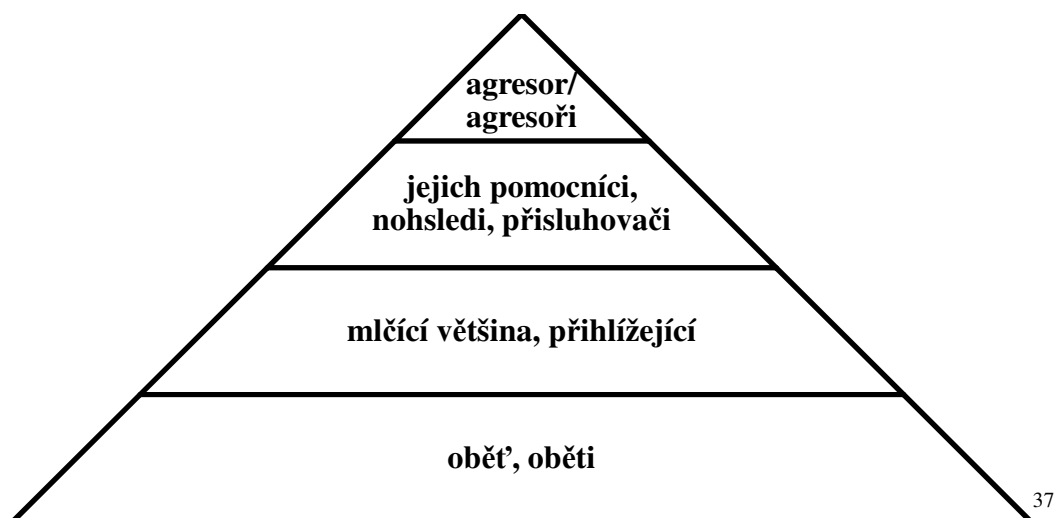 agresor/
agresoři
jejich pomocníci,
nohsledi, přisluhovači
mlčící většina, přihlížející
oběť, oběti
37